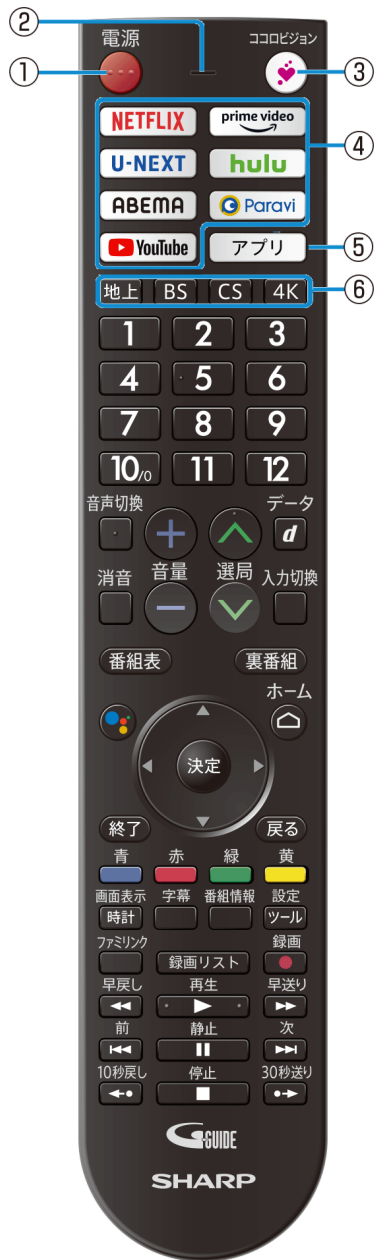 ②
電源
ココロビジョン
①
③
NETFLIX
prime video
④
U-NEXT
hulu
ABEMA
Paravi
YouTube
アプリ
⑤
地上
BS
CS
4K
⑥
1
2
3
4
5
6
7
8
9
10/0
11
12
音声切換
データ
d
消音
音量
選局
入力切換
番組表
裏番組
ホーム
決定
終了
戻る
青
赤
緑
黄
画面表示
字幕
番組情報
設定
時計
ツール
ファミリンク
録画
録画リスト
早戻し
再生
早送り
前
静止
次
10秒戻し
停止
30秒送り
G-GUIDE
SHARP